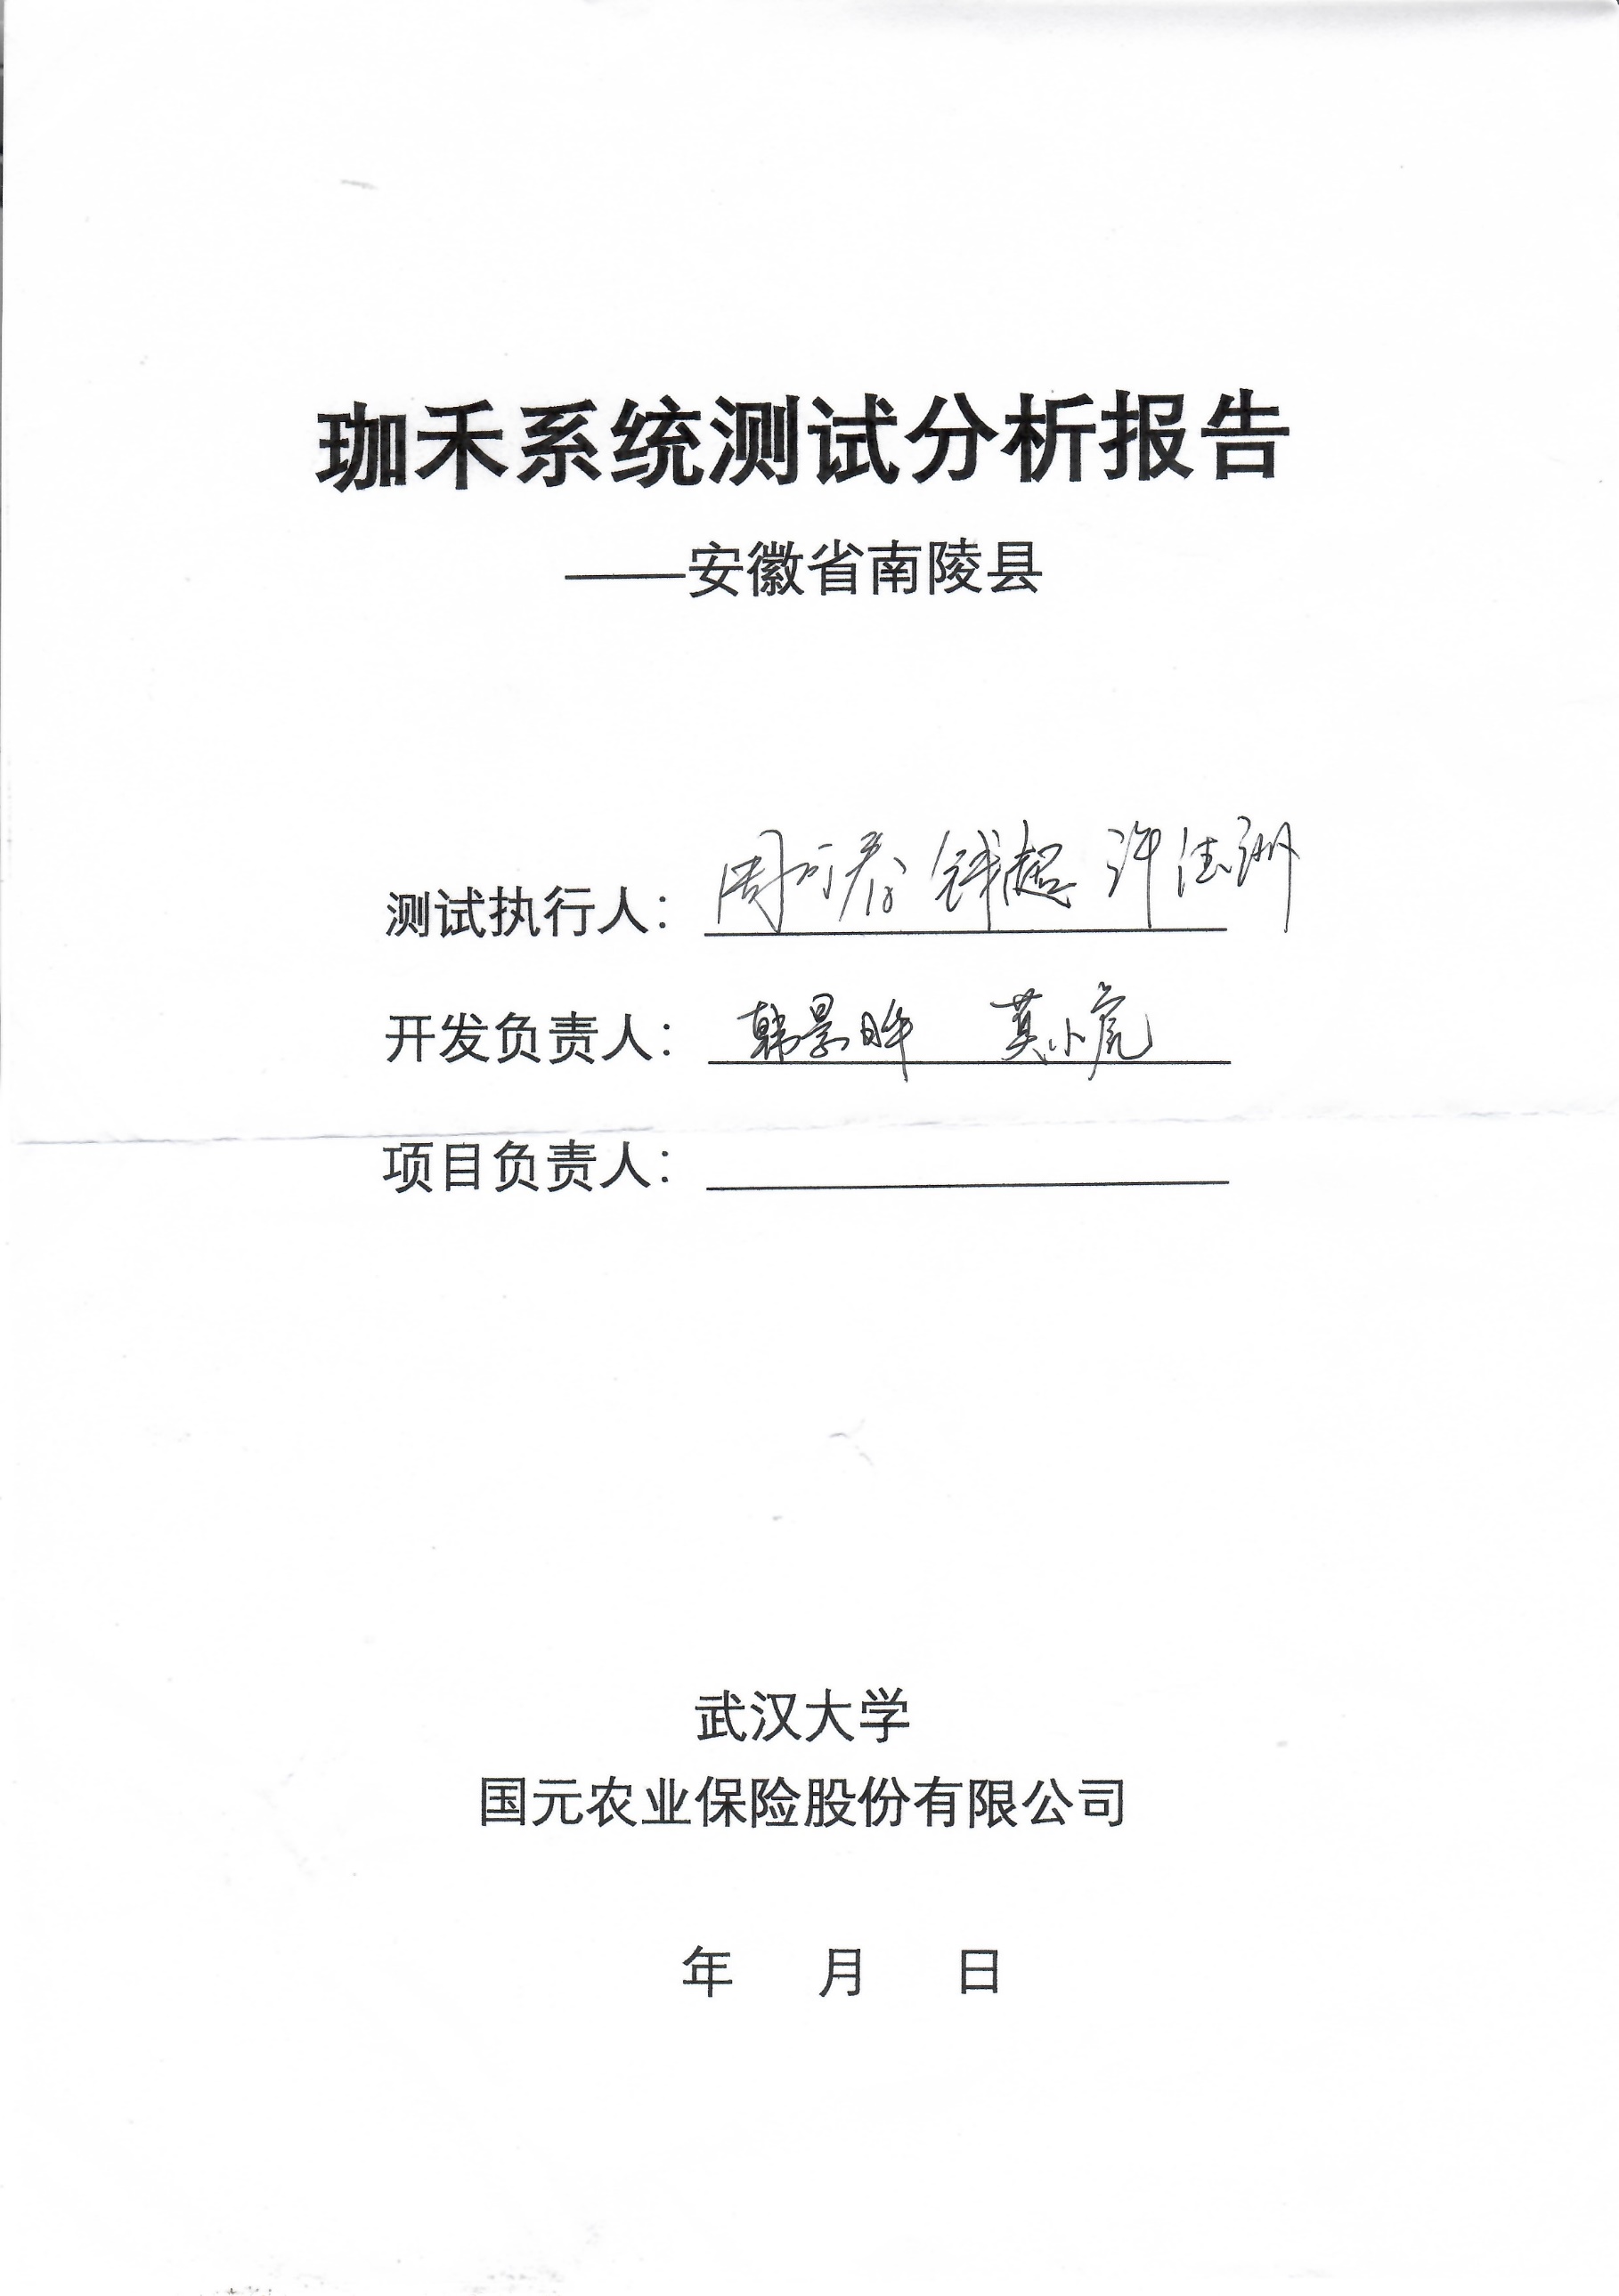 珈禾系统测试分析报告
——安徽省南陵县
测试执行人： 周 钱超 许佳洲
开发负责人： 韩景晔 莫小虎
项目负责人：
武汉大学
国元农业保险股份有限公司
年 月 日